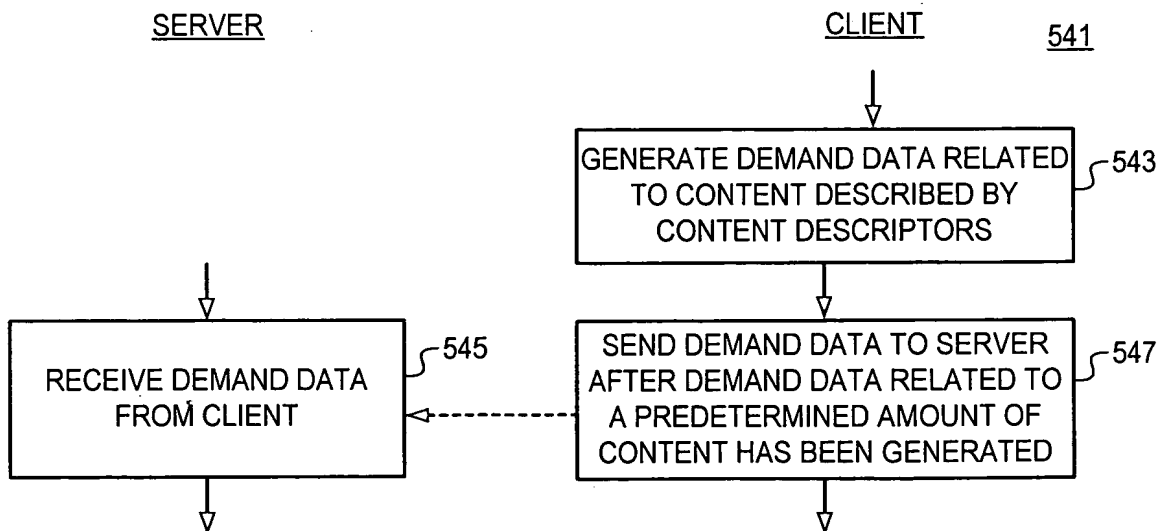 SERVER
CLIENT
541
GENERATE DEMAND DATA RELATED
TO CONTENT DESCRIBED BY
CONTENT DESCRIPTORS
543
RECEIVE DEMAND DATA
FROM CLIENT
545
SEND DEMAND DATA TO SERVER
AFTER DEMAND DATA RELATED TO
A PREDETERMINED AMOUNT OF
CONTENT HAS BEEN GENERATED
547